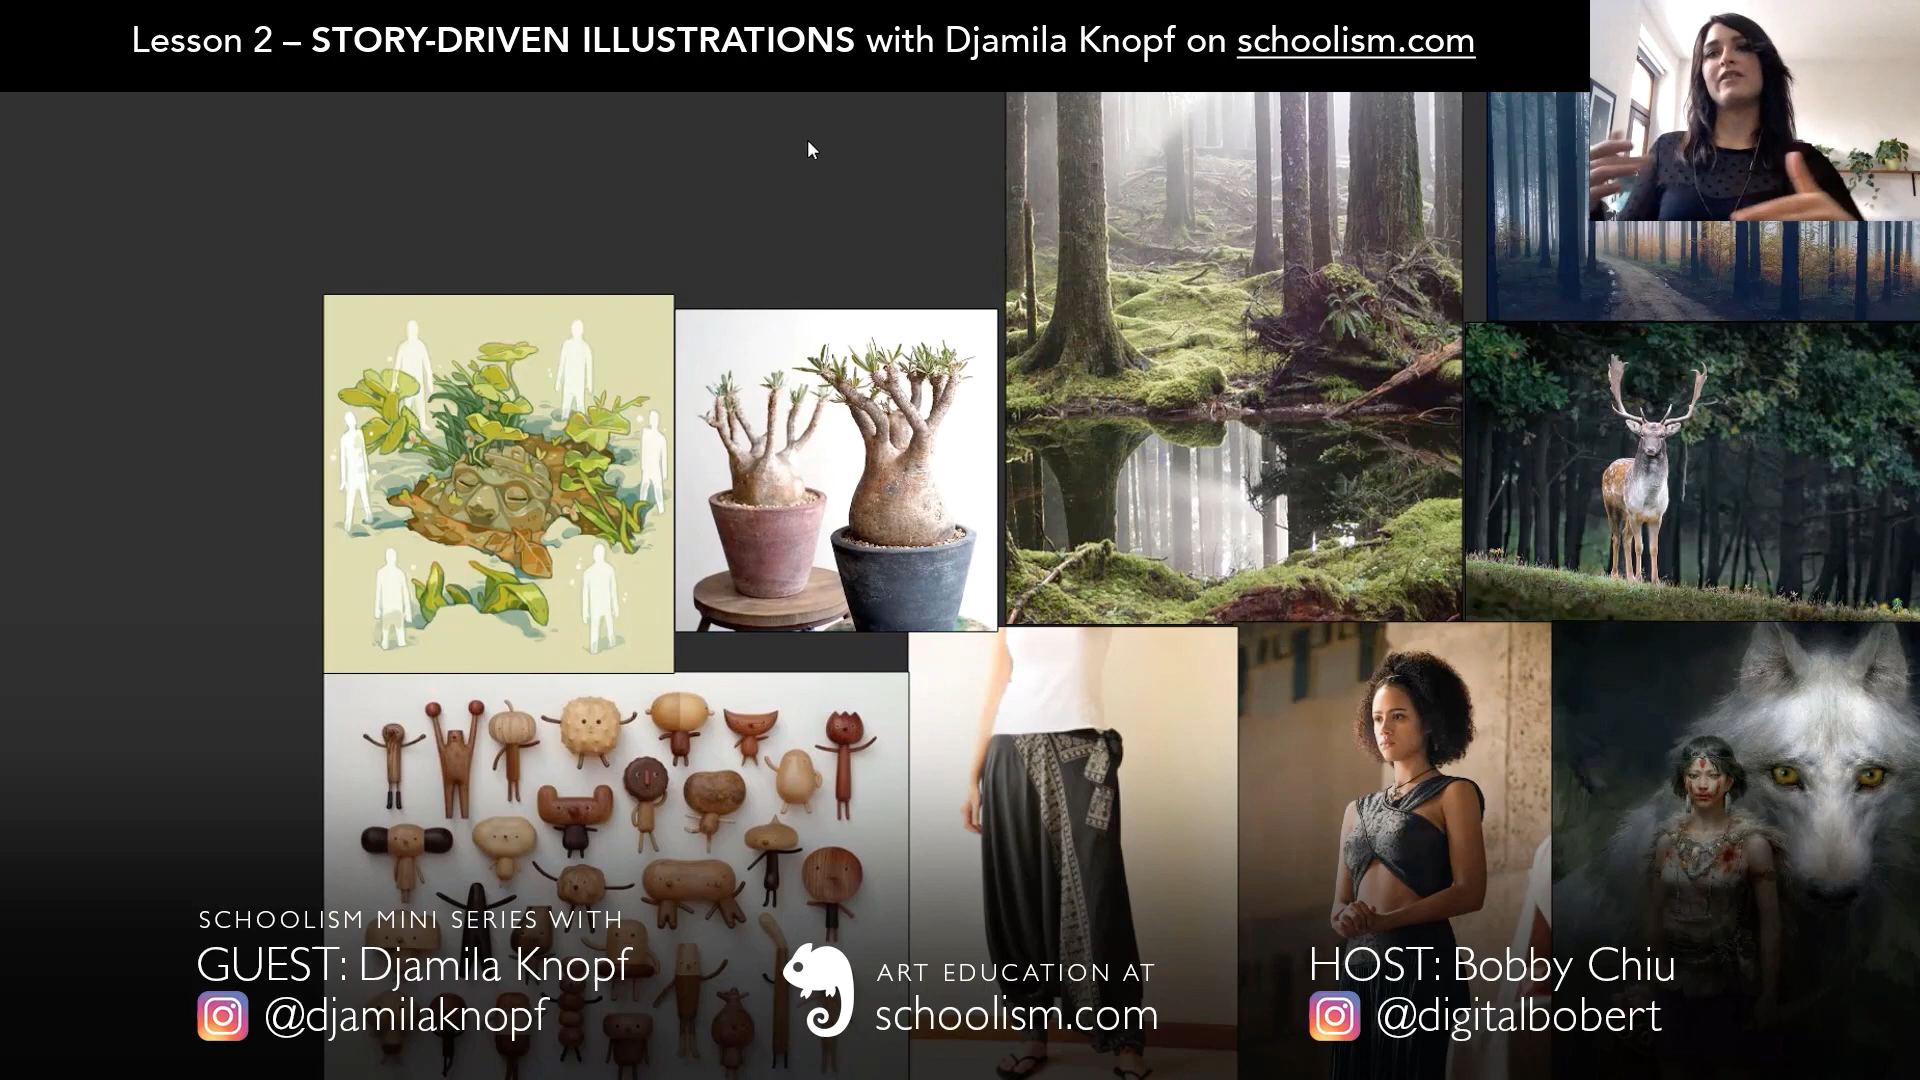 Lesson 2 – STORY-DRIVEN ILLUSTRATIONS with Djamila Knopf on schoolism.com
SCHOOLISM MINI SERIES WITH
GUEST: Djamila Knopf
@djamilaknopf
ART EDUCATION AT
schoolism.com
HOST: Bobby Chiu
@digitalbobert